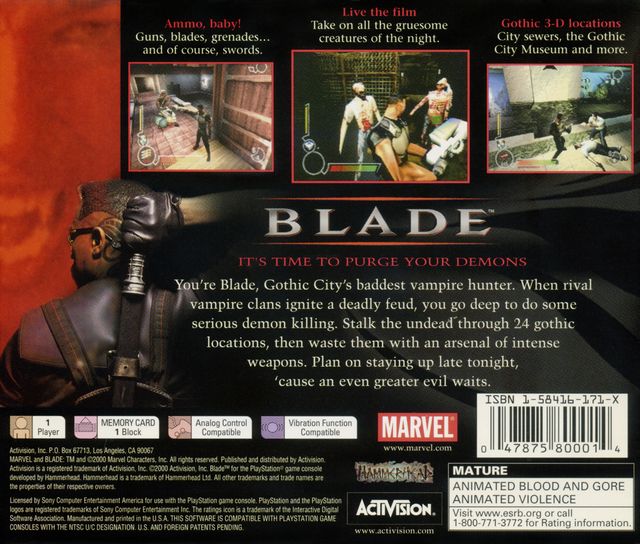 Ammo, baby!
Guns, blades, grenades...
and of course, swords.
Live the film
Take on all the gruesome
creatures of the night.
Gothic 3-D locations
City sewers, the Gothic
City Museum and more.
BLADE™
IT'S TIME TO PURGE YOUR DEMONS
You're Blade, Gothic City's baddest vampire hunter. When rival
vampire clans ignite a deadly feud, you go deep to do some
serious demon killing. Stalk the undead through 24 gothic
locations, then waste them with an arsenal of intense
weapons. Plan on staying up late tonight,
'cause an even greater evil waits.
1
Player
MEMORY CARD
1 Block
Analog Control
Compatible
Vibration Function
Compatible
MARVEL
www.marvel.com
ISBN 1-58416-171-X
0 47875 80001 4
Activision, Inc. P.O. Box 67713, Los Angeles, CA 90067
MARVEL and BLADE: TM and ©2000 Marvel Characters, Inc. All rights reserved. Published and distributed by Activision.
Activision is a registered trademark of Activision, Inc. ©2000 Activision, Inc. Blade™ for the PlayStation® game console
developed by Hammerhead. Hammerhead is a trademark of Hammerhead Ltd. All other trademarks and trade names are
the properties of their respective owners.
Licensed by Sony Computer Entertainment America for use with the PlayStation game console. PlayStation and the PlayStation
logos are registered trademarks of Sony Computer Entertainment Inc. The ratings icon is a trademark of the Interactive Digital
Software Association. Manufactured and printed in the U.S.A. THIS SOFTWARE IS COMPATIBLE WITH PLAYSTATION GAME
CONSOLES WITH THE NTSC U/C DESIGNATION. U.S. AND FOREIGN PATENTS PENDING.
HAMMERHEAD
ACTIVISION.
www.activision.com
MATURE
ANIMATED BLOOD AND GORE
ANIMATED VIOLENCE
Visit www.esrb.org or call
1-800-771-3772 for Rating information.